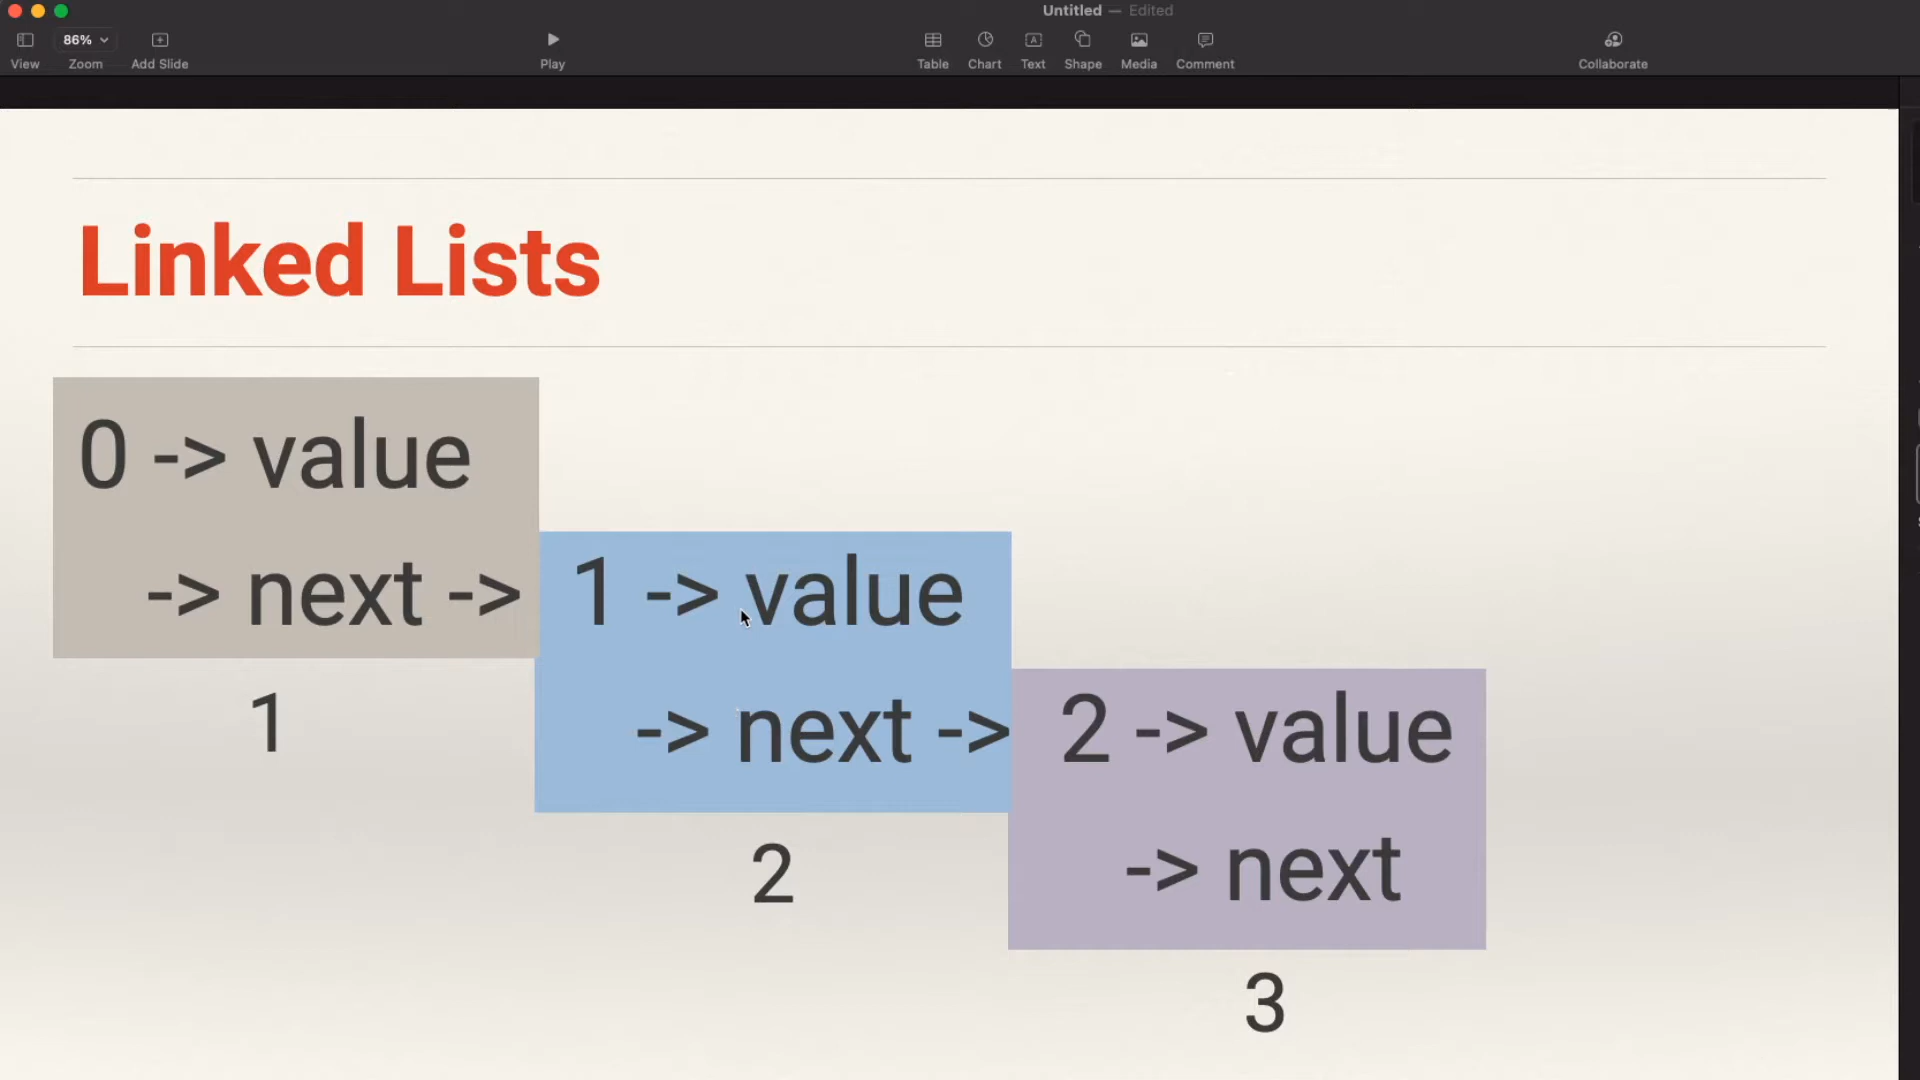 Untitled — Edited
86%
View
Zoom
Add Slide
Play
Table
Chart
Text
Shape
Media
Comment
Collaborate
Linked Lists
0 -> value
-> next -> 1 -> value
1
-> next -> 2 -> value
2
-> next
3